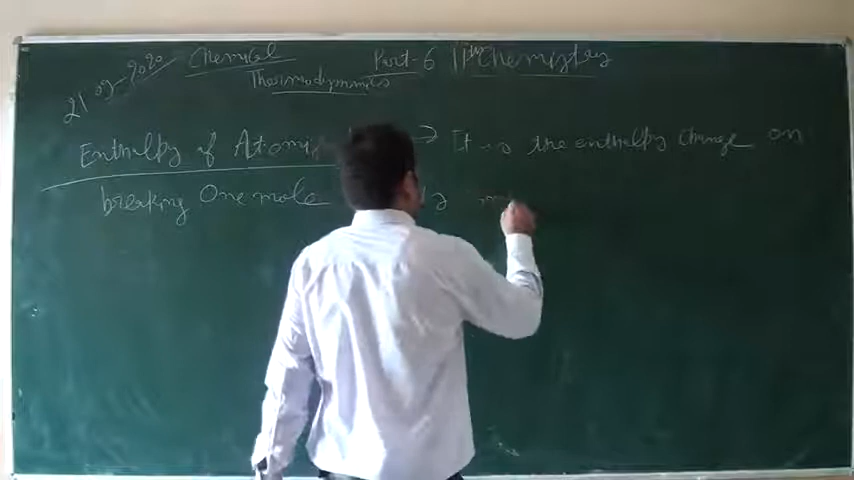 21-09-2020 Chemical Part-6 11th Chemistry
Thermodynamics
Enthalpy of → It is the enthalpy change on
breaking One mole